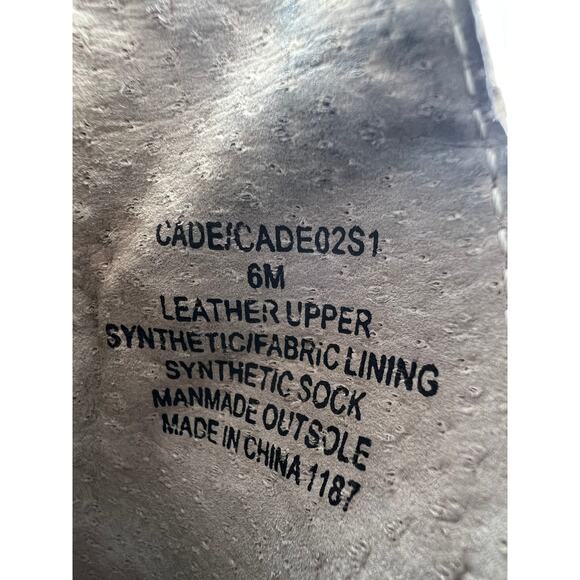 CADE/CADE02S1
6M
LEATHER UPPER
SYNTHETIC/FABRIC LINING
SYNTHETIC SOCK
MANMADE OUTSOLE
MADE IN CHINA 1187